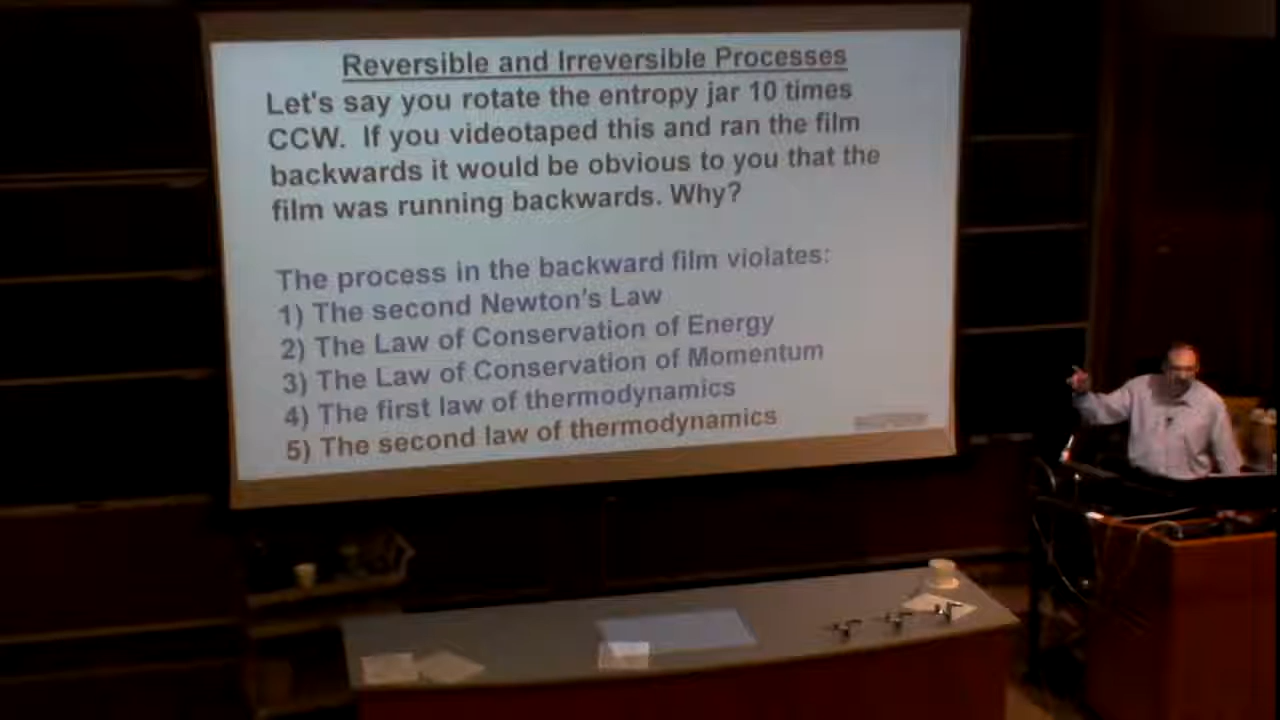 Reversible and Irreversible Processes
Let's say you rotate the entropy jar 10 times
CCW. If you videotaped this and ran the film
backwards it would be obvious to you that the
film was running backwards. Why?
The process in the backward film violates:
1) The second Newton's Law
2) The Law of Conservation of Energy
3) The Law of Conservation of Momentum
4) The first law of thermodynamics
5) The second law of thermodynamics